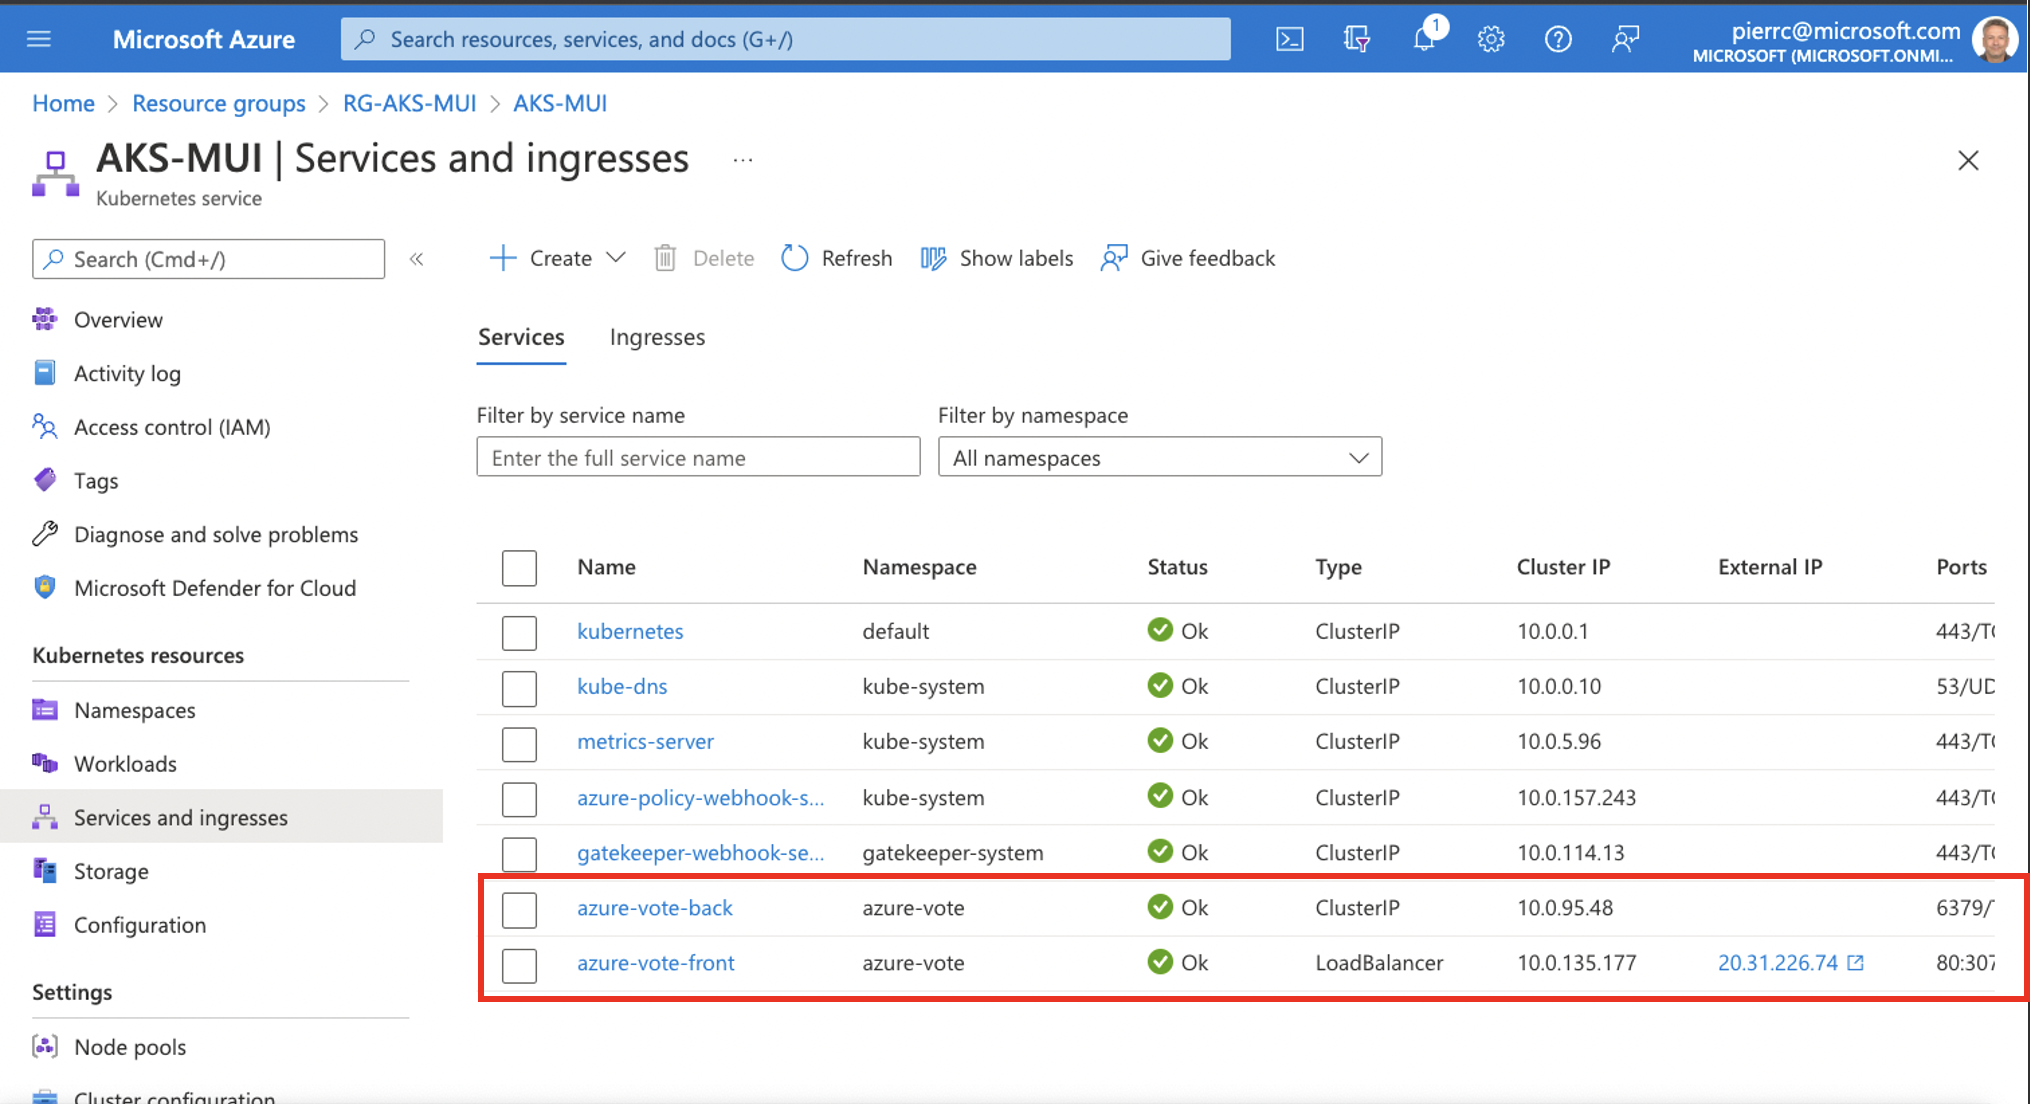 Microsoft Azure
Search resources, services, and docs (G+/)
1
pierrc@microsoft.com
MICROSOFT (MICROSOFT.ONMI...
Home > Resource groups > RG-AKS-MUI > AKS-MUI
AKS-MUI | Services and ingresses ...
Kubernetes service
Search (Cmd+/)
«
Create
Delete
Refresh
Show labels
Give feedback
Overview
Activity log
Access control (IAM)
Tags
Diagnose and solve problems
Microsoft Defender for Cloud
Kubernetes resources
Namespaces
Workloads
Services and ingresses
Storage
Configuration
Settings
Node pools
Cluster configuration
Services Ingresses
Filter by service name Filter by namespace
Enter the full service name All namespaces
Name Namespace Status Type Cluster IP External IP Ports
kubernetes default Ok ClusterIP 10.0.0.1 443/TC
kube-dns kube-system Ok ClusterIP 10.0.0.10 53/UD
metrics-server kube-system Ok ClusterIP 10.0.5.96 443/TC
azure-policy-webhook-s... kube-system Ok ClusterIP 10.0.157.243 443/TC
gatekeeper-webhook-se... gatekeeper-system Ok ClusterIP 10.0.114.13 443/TC
azure-vote-back azure-vote Ok ClusterIP 10.0.95.48 6379/T
azure-vote-front azure-vote Ok LoadBalancer 10.0.135.177 20.31.226.74 80:307